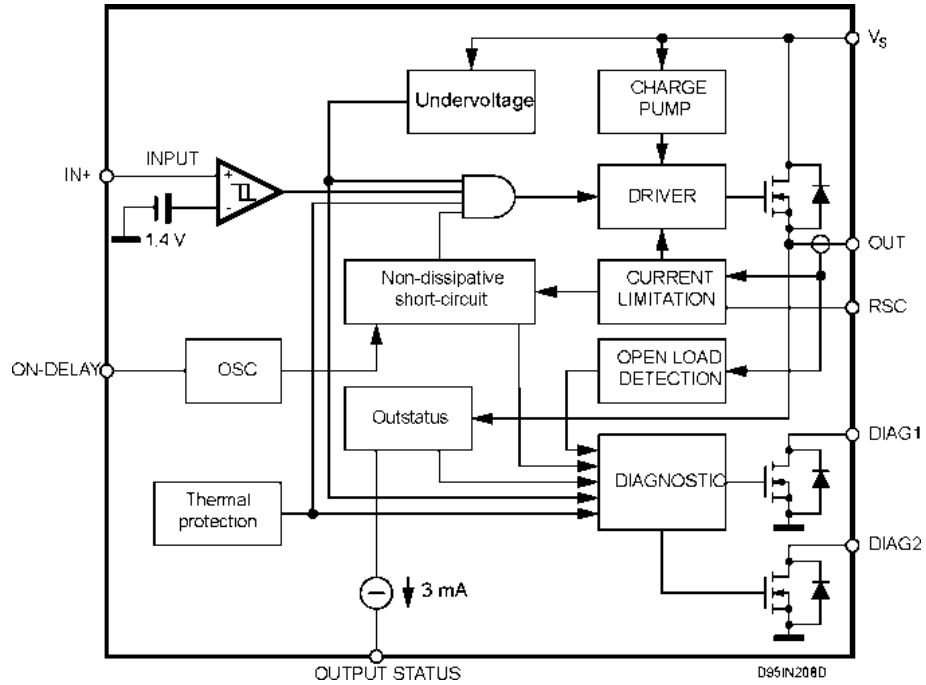 VS
Undervoltage
CHARGE
PUMP
INPUT
IN+
+
-
1.4 V
DRIVER
OUT
Non-dissipative
short-circuit
CURRENT
LIMITATION
RSC
ON-DELAY
OSC
OPEN LOAD
DETECTION
Outstatus
DIAG1
DIAGNOSTIC
Thermal
protection
DIAG2
3 mA
OUTPUT STATUS
D95IN208D